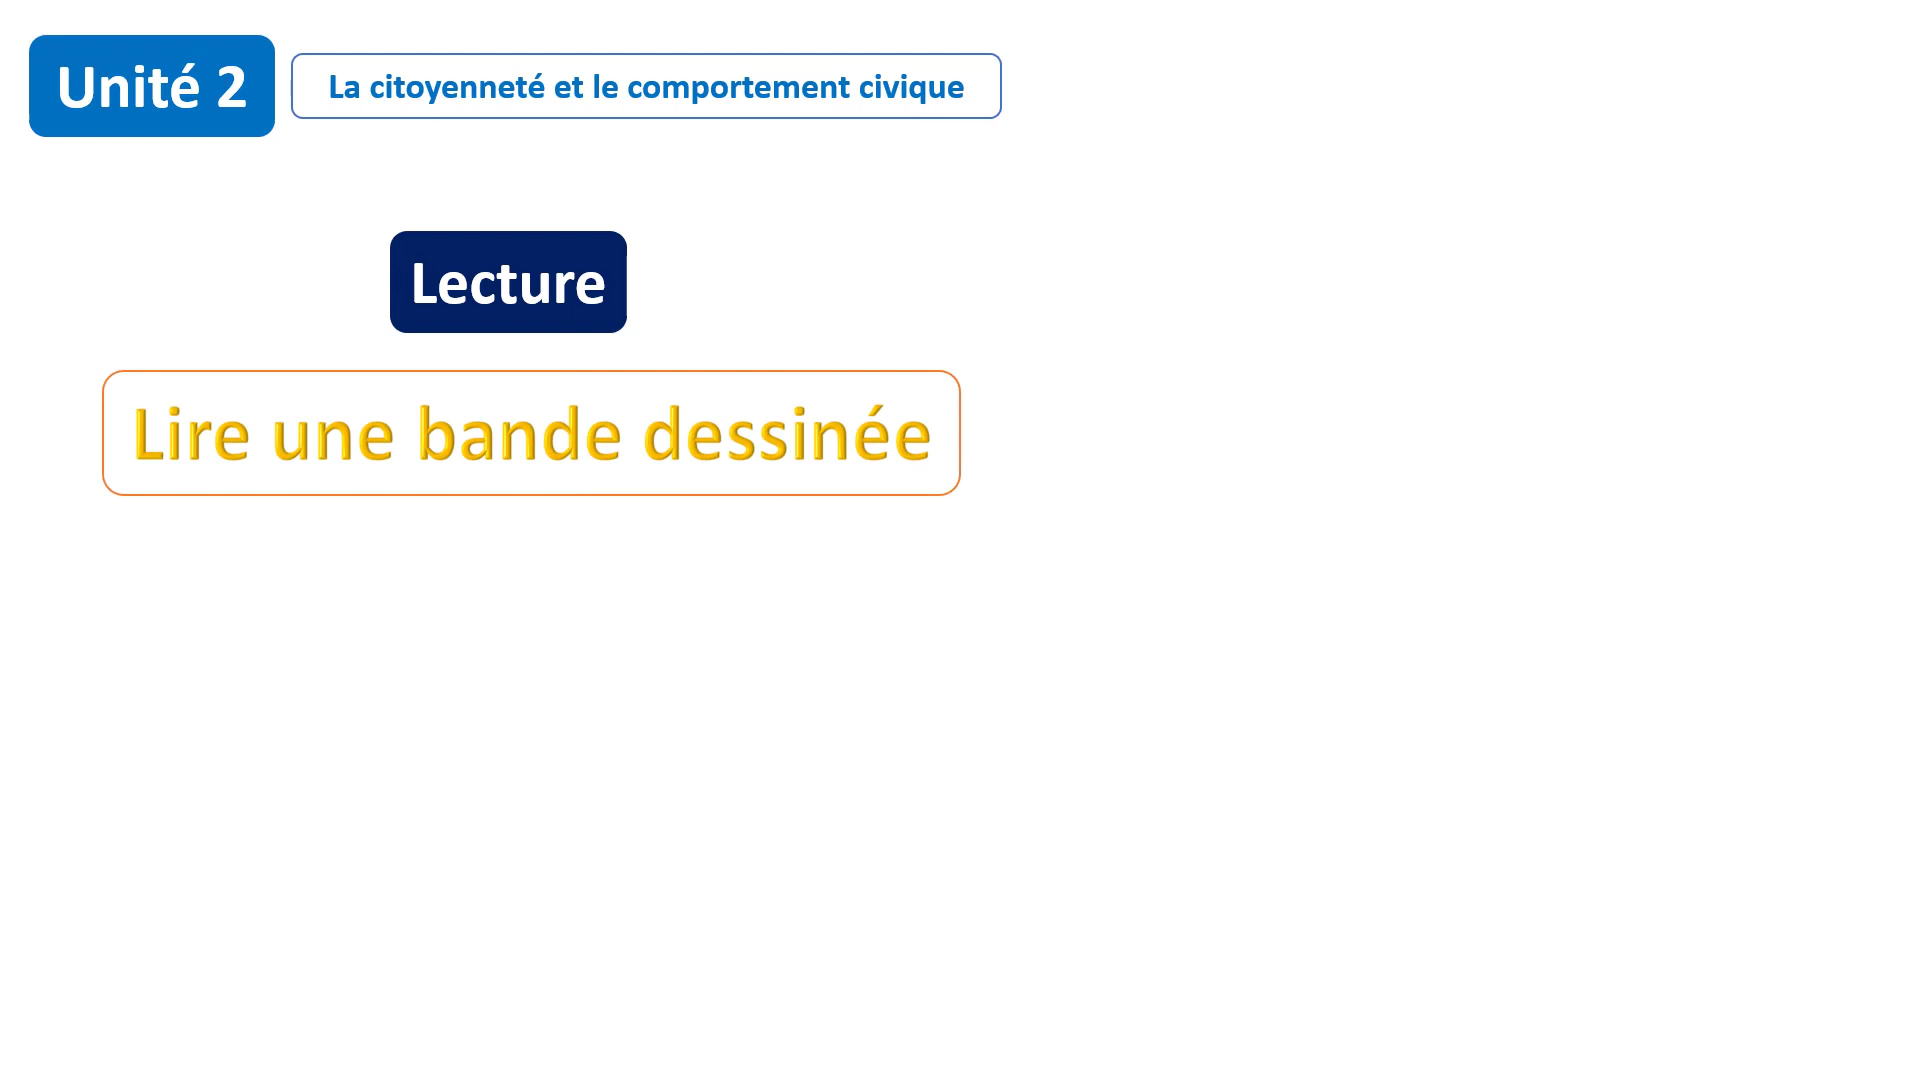 Unité 2
La citoyenneté et le comportement civique
Lecture
Lire une bande dessinée